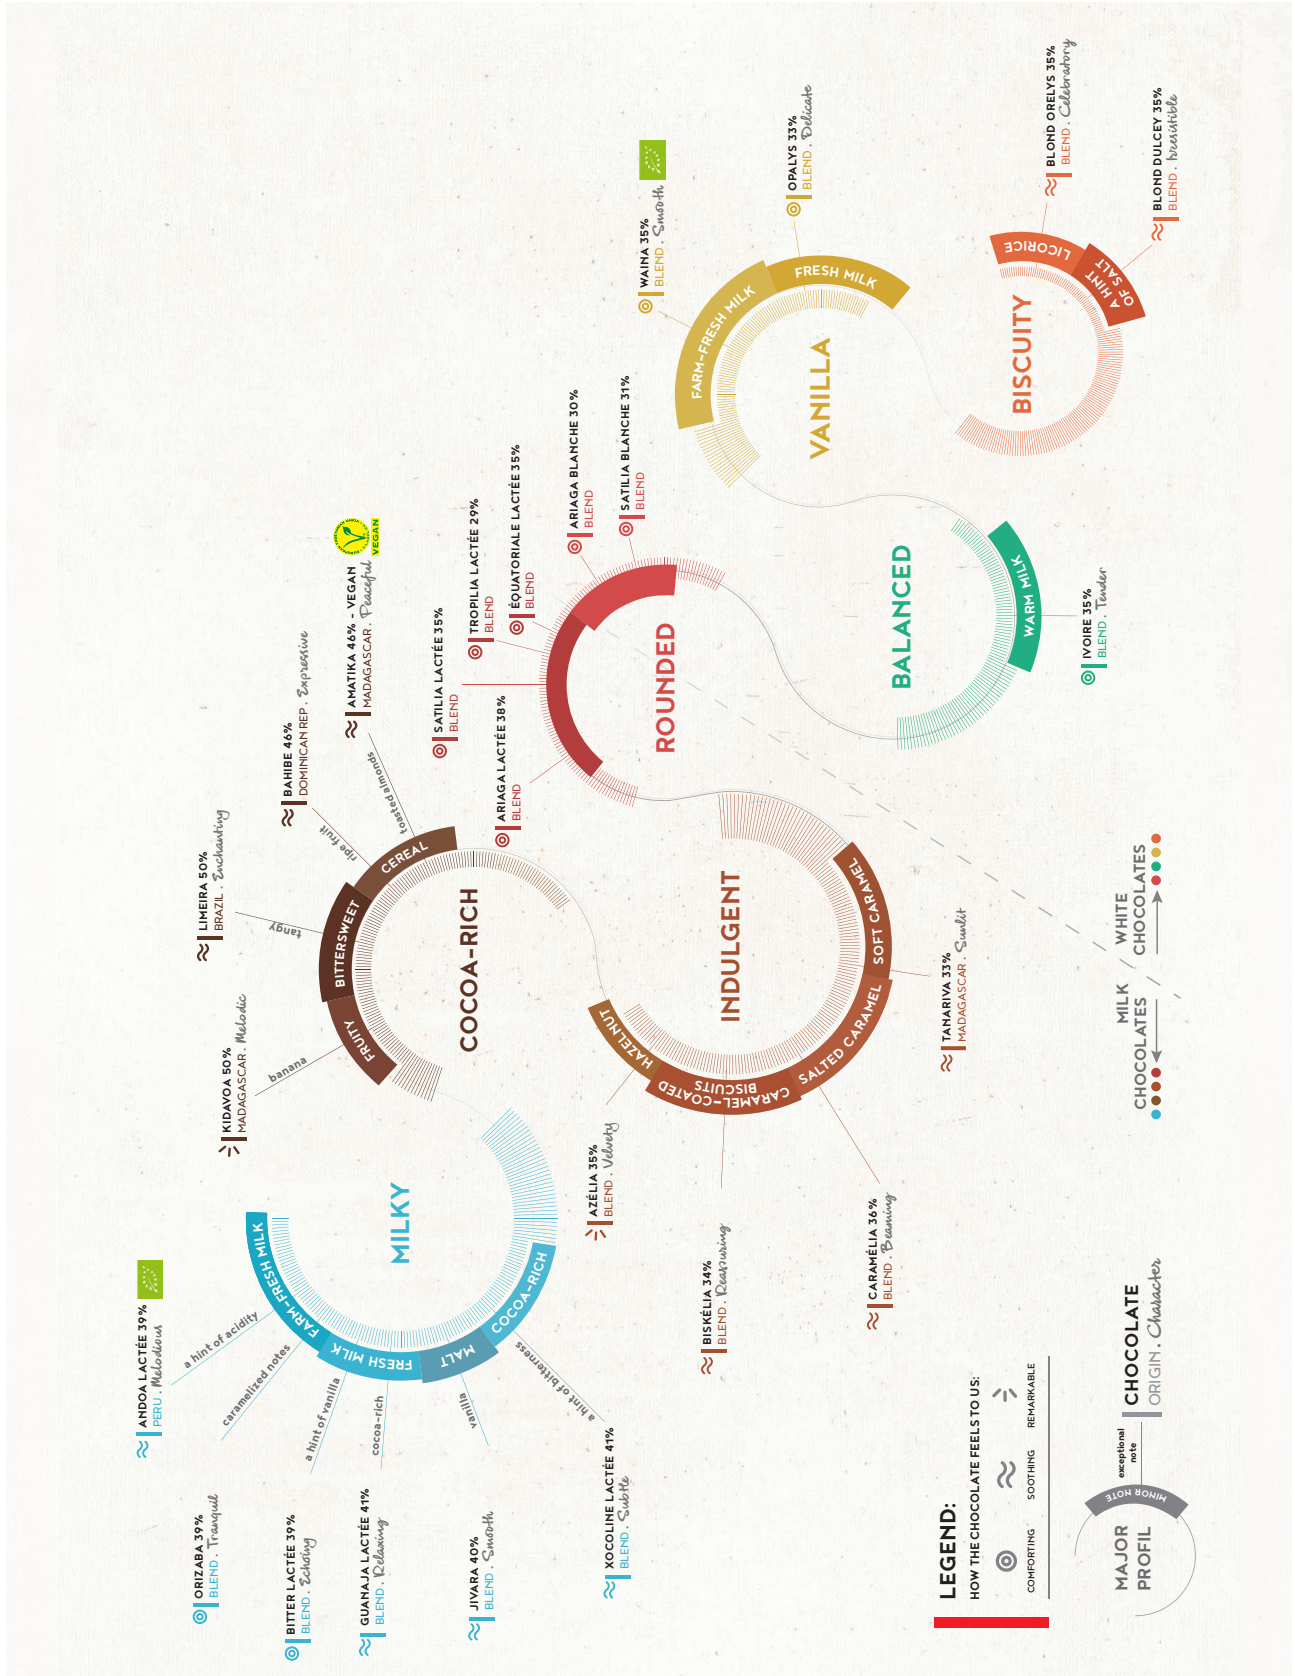 ANDOA LACTÉE 39%
PERU . Melodious
a hint of acidity
ORIZABA 39%
BLEND . Tranquil
caramelized notes
BITTER LACTÉE 39%
BLEND . Echoing
a hint of vanilla
GUANAJA LACTÉE 41%
BLEND . Relaxing
cocoa-rich
JIVARA 40%
BLEND . Smooth
vanilla
XOCOLINE LACTÉE 41%
BLEND . Subtle
a hint of bitterness
FARM-FRESH MILK
FRESH MILK
MALT
COCOA-RICH
MILKY
KIDAVOA 50%
MADAGASCAR . Melodic
banana
LIMEIRA 50%
BRAZIL . Enchanting
tangy
BAHIBE 46%
DOMINICAN REP . Expressive
ripe fruit
AMATIKA 46% - VEGAN
MADAGASCAR . Peaceful
VEGAN
toasted almonds
FRUITY
BITTERSWEET
CEREAL
COCOA-RICH
AZÉLIA 35%
BLEND . Velvety
BISKÉLIA 34%
BLEND . Reassuring
CARAMÉLIA 36%
BLEND . Beaming
TANARIVA 33%
MADAGASCAR . Sunlit
HAZELNUT
CARAMEL-COATED
BISCUITS
SALTED CARAMEL
SOFT CARAMEL
INDULGENT
ARIAGA LACTÉE 38%
BLEND
SATILIA LACTÉE 35%
BLEND
TROPILIA LACTÉE 29%
BLEND
ÉQUATORIALE LACTÉE 35%
BLEND
ARIAGA BLANCHE 30%
BLEND
SATILIA BLANCHE 31%
BLEND
ROUNDED
BALANCED
WARM MILK
IVOIRE 35%
BLEND . Tender
WAINA 35%
BLEND . Smooth
OPALYS 33%
BLEND . Delicate
FARM-FRESH MILK
FRESH MILK
VANILLA
BLOND ORELYS 35%
BLEND . Celebratory
BLOND DULCEY 35%
BLEND . Irresistible
LICORICE
A HINT
OF SALT
BISCUITY
LEGEND:
HOW THE CHOCOLATE FEELS TO US:
COMFORTING
SOOTHING
REMARKABLE
MAJOR
PROFIL
MINOR NOTE
exceptional
note
CHOCOLATE
ORIGIN . Character
MILK
CHOCOLATES
WHITE
CHOCOLATES